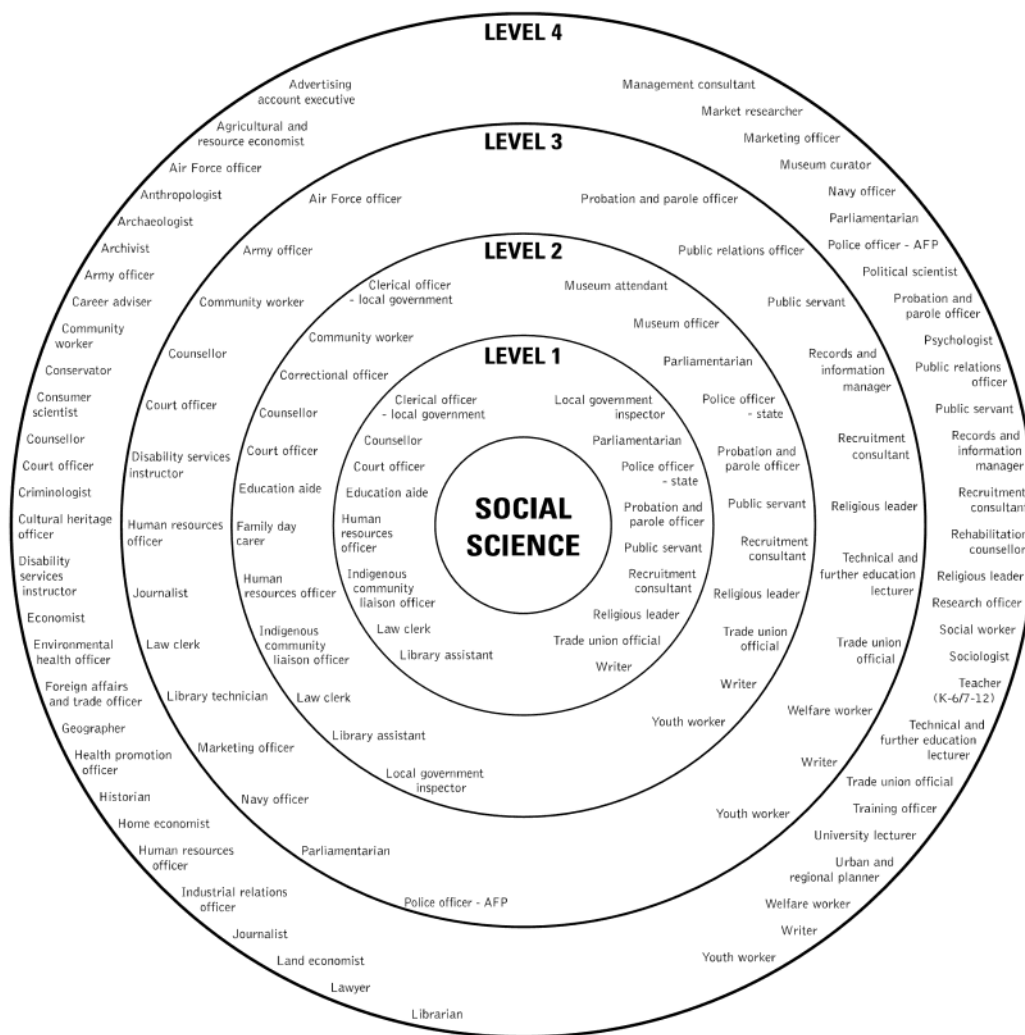 LEVEL 4
Advertising
account executive
Agricultural and
resource economist
Air Force officer
Anthropologist
Archaeologist
Archivist
Army officer
Career adviser
Community
worker
Conservator
Consumer
scientist
Counsellor
Court officer
Criminologist
Cultural heritage
officer
Disability
services
instructor
Economist
Environmental
health officer
Foreign affairs
and trade officer
Geographer
Health promotion
officer
Historian
Home economist
Human resources
officer
Industrial relations
officer
Journalist
Land economist
Lawyer
Librarian
Management consultant
Market researcher
Marketing officer
Museum curator
Navy officer
Parliamentarian
Police officer - AFP
Political scientist
Probation and
parole officer
Psychologist
Public relations
officer
Public servant
Records and
information
manager
Recruitment
consultant
Rehabilitation
counsellor
Religious leader
Research officer
Social worker
Sociologist
Teacher
(K-6/7-12)
Technical and
further education
lecturer
Trade union official
Training officer
University lecturer
Urban and
regional planner
Welfare worker
Writer
Youth worker
LEVEL 3
Air Force officer
Army officer
Community worker
Counsellor
Court officer
Disability services
instructor
Human resources
officer
Journalist
Law clerk
Library technician
Marketing officer
Navy officer
Parliamentarian
Police officer - AFP
Probation and parole officer
Public relations officer
Public servant
Records and
information
manager
Recruitment
consultant
Religious leader
Technical and
further education
lecturer
Trade union
official
Welfare worker
Writer
Youth worker
LEVEL 2
Clerical officer
- local government
Community worker
Correctional officer
Counsellor
Court officer
Education aide
Family day
carer
Human
resources officer
Indigenous
community
liaison officer
Law clerk
Library assistant
Local government
inspector
Museum attendant
Museum officer
Parliamentarian
Police officer
- state
Probation and
parole officer
Public servant
Recruitment
consultant
Religious leader
Trade union
official
Writer
Youth worker
LEVEL 1
Clerical officer
- local government
Counsellor
Court officer
Education aide
Human
resources
officer
Indigenous
community
liaison officer
Law clerk
Library assistant
Local government
inspector
Parliamentarian
Police officer
- state
Probation and
parole officer
Public servant
Recruitment
consultant
Religious leader
Trade union official
Writer
SOCIAL
SCIENCE